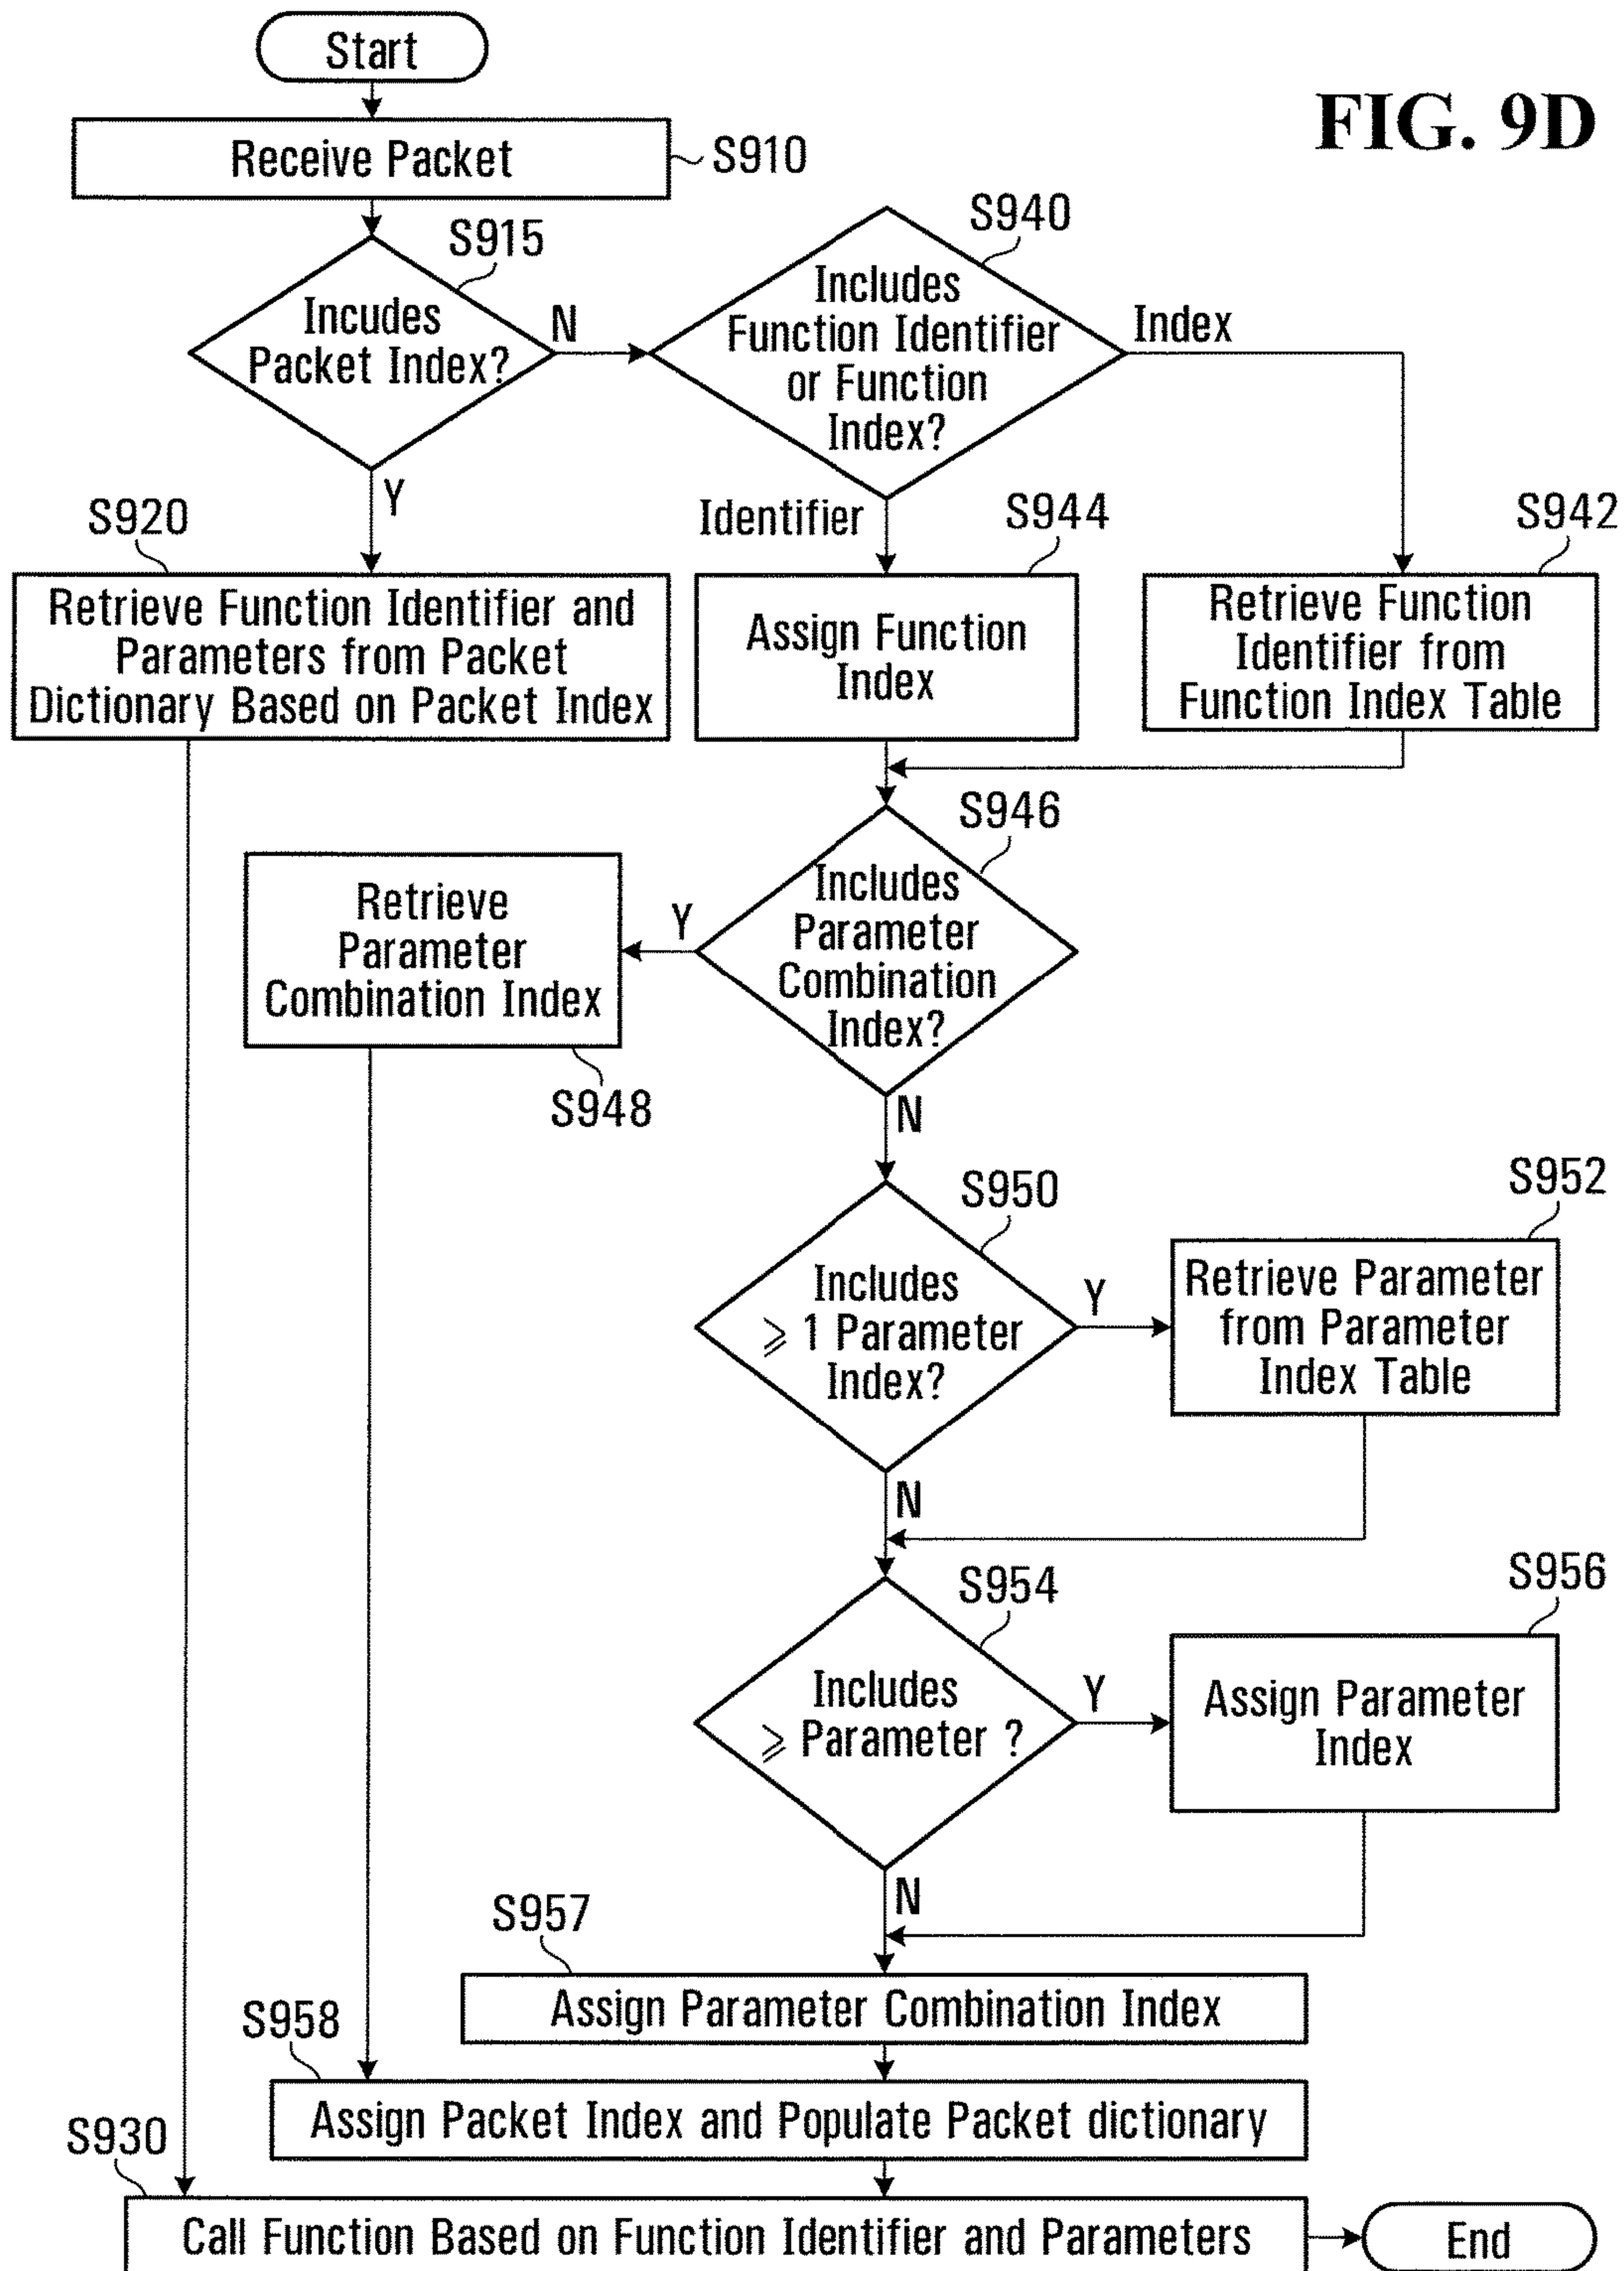 Start
FIG. 9D
Receive Packet
S910
S915
Incudes
Packet Index?
N
Y
S940
Includes
Function Identifier
or Function
Index?
Index
Identifier
S920
Retrieve Function Identifier and
Parameters from Packet
Dictionary Based on Packet Index
S944
Assign Function
Index
S942
Retrieve Function
Identifier from
Function Index Table
S946
Includes
Parameter
Combination
Index?
Y
N
Retrieve
Parameter
Combination Index
S948
S950
Includes
⩾ 1 Parameter
Index?
Y
N
S952
Retrieve Parameter
from Parameter
Index Table
S954
Includes
⩾ Parameter ?
Y
N
S956
Assign Parameter
Index
S957
Assign Parameter Combination Index
S958
Assign Packet Index and Populate Packet dictionary
S930
Call Function Based on Function Identifier and Parameters
End